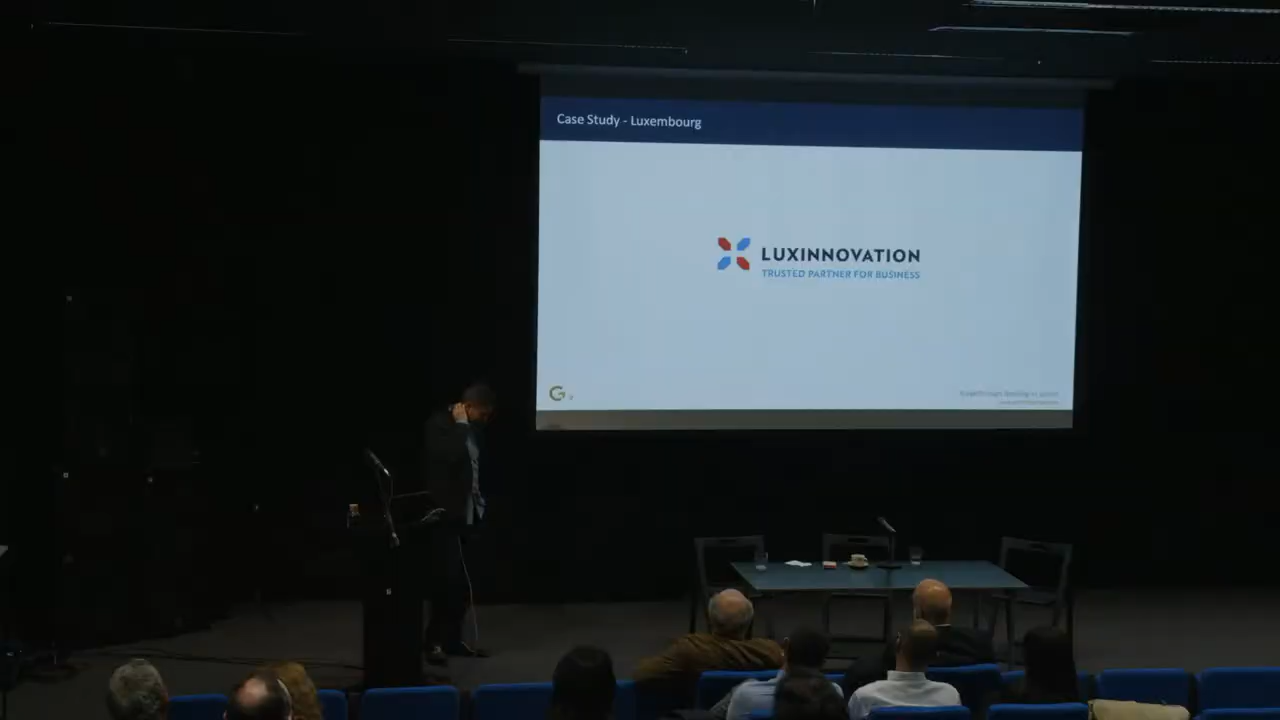 Case Study - Luxembourg
LUXINNOVATION
TRUSTED PARTNER FOR BUSINESS
G